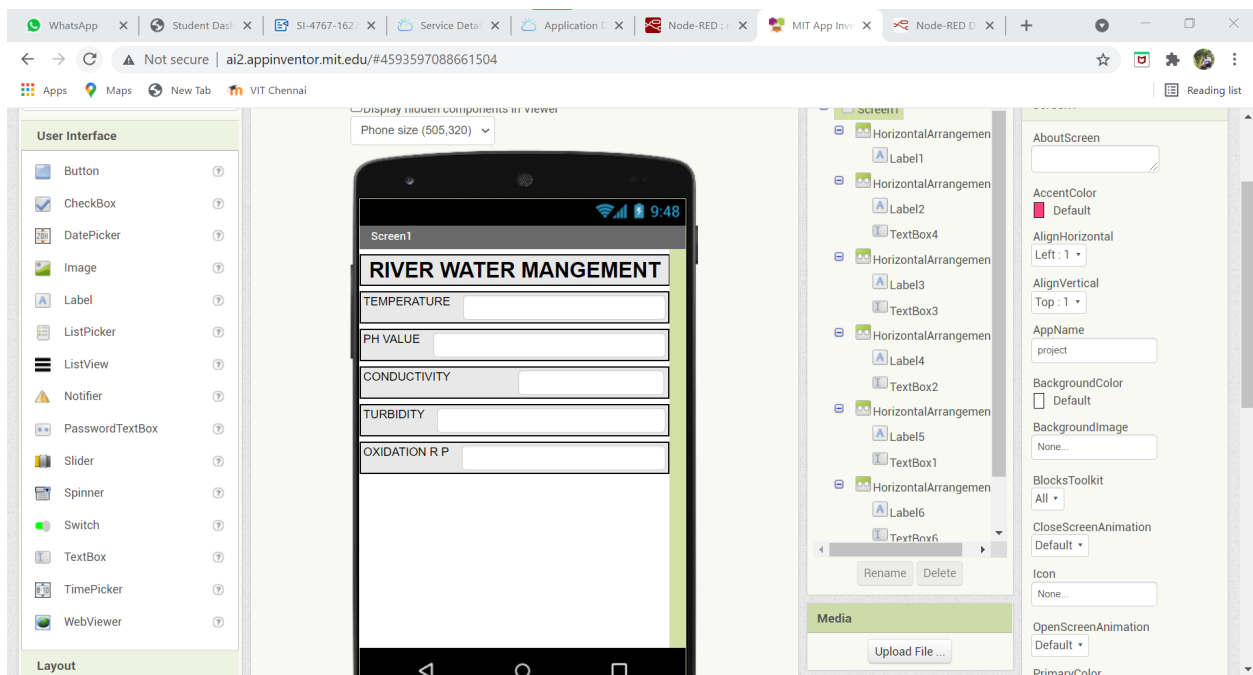 WhatsApp
Student Dash
SI-4767-1627
Service Detai
Application D
Node-RED : n
MIT App Inve
Node-RED D
Not secure | ai2.appinventor.mit.edu/#4593597088661504
Apps
Maps
New Tab
VIT Chennai
Reading list
User Interface
Button
CheckBox
DatePicker
Image
Label
ListPicker
ListView
Notifier
PasswordTextBox
Slider
Spinner
Switch
TextBox
TimePicker
WebViewer
Layout
Display hidden components in Viewer
Phone size (505,320)
9:48
Screen1
RIVER WATER MANGEMENT
TEMPERATURE
PH VALUE
CONDUCTIVITY
TURBIDITY
OXIDATION R P
Screen1
HorizontalArrangemen
Label1
HorizontalArrangemen
Label2
TextBox4
HorizontalArrangemen
Label3
TextBox3
HorizontalArrangemen
Label4
TextBox2
HorizontalArrangemen
Label5
TextBox1
HorizontalArrangemen
Label6
TextBox6
Rename
Delete
Media
Upload File ...
Screen1
AboutScreen
AccentColor
Default
AlignHorizontal
Left : 1
AlignVertical
Top : 1
AppName
project
BackgroundColor
Default
BackgroundImage
None...
BlocksToolkit
All
CloseScreenAnimation
Default
Icon
None...
OpenScreenAnimation
Default
PrimaryColor